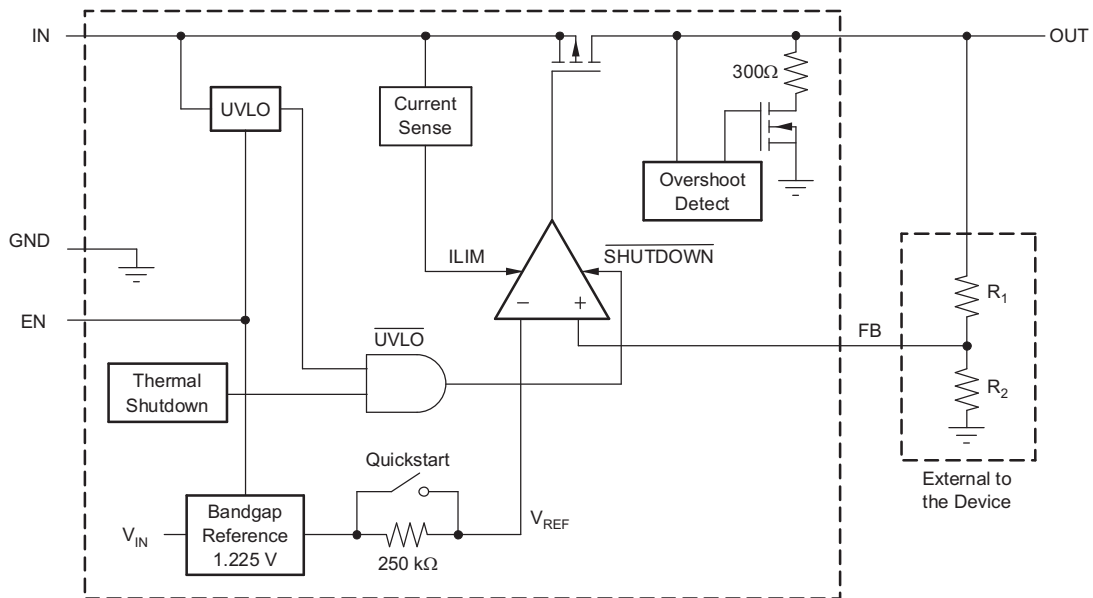 IN
OUT
300Ω
UVLO
Current
Sense
Overshoot
Detect
GND
ILIM
SHUTDOWN
− +
R1
EN
FB
UVLO
Thermal
Shutdown
R2
Quickstart
External to
the Device
Bandgap
Reference
1.225 V
VIN
VREF
250 kΩ